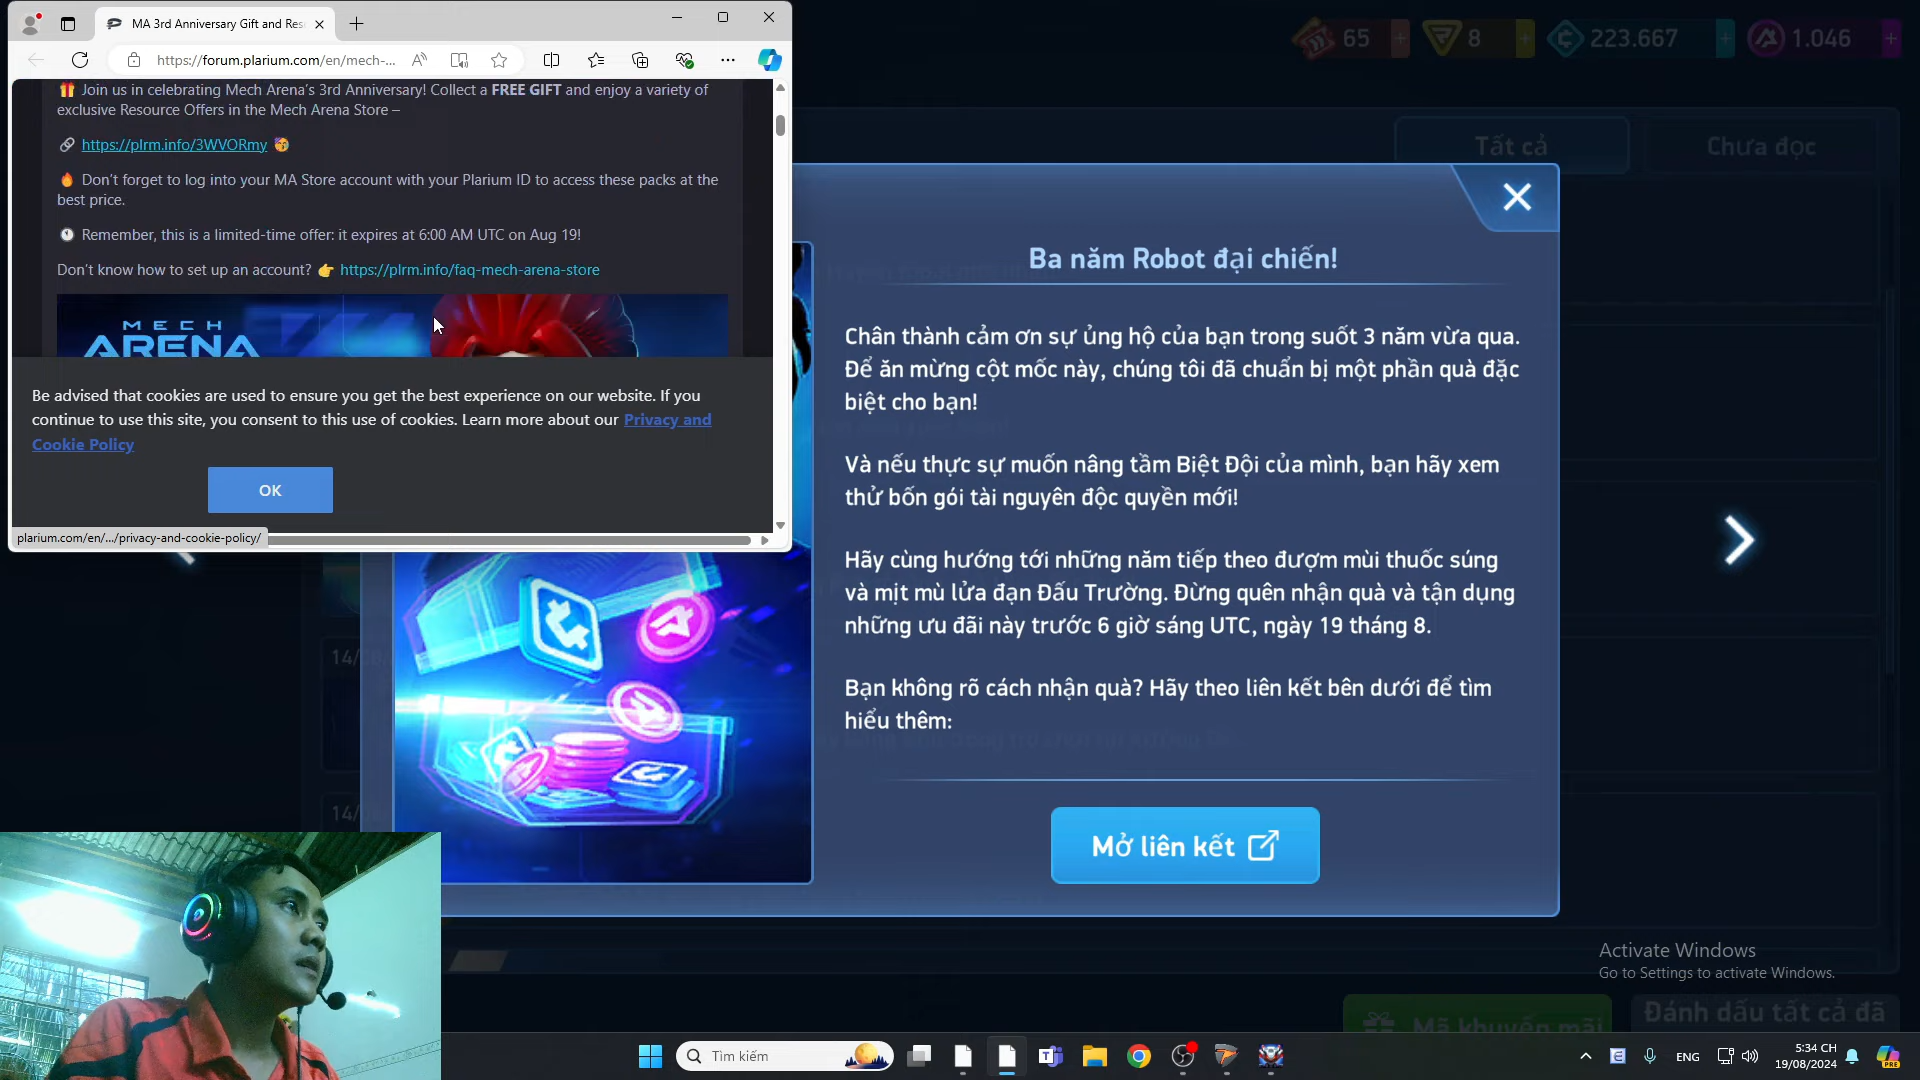 MA 3rd Anniversary Gift and Res
https://forum.plarium.com/en/mech-...
65
8
223.667
1.046
Join us in celebrating Mech Arena's 3rd Anniversary! Collect a FREE GIFT and enjoy a variety of
exclusive Resource Offers in the Mech Arena Store –
https://plrm.info/3WVORmy
Don't forget to log into your MA Store account with your Plarium ID to access these packs at the
best price.
Remember, this is a limited-time offer: it expires at 6:00 AM UTC on Aug 19!
Don't know how to set up an account? 👉 https://plrm.info/faq-mech-arena-store
MECH
ARENA
Be advised that cookies are used to ensure you get the best experience on our website. If you
continue to use this site, you consent to this use of cookies. Learn more about our Privacy and
Cookie Policy
OK
plarium.com/en/.../privacy-and-cookie-policy/
Tất cả
Chưa đọc
Ba năm Robot đại chiến!
Chân thành cảm ơn sự ủng hộ của bạn trong suốt 3 năm vừa qua.
Để ăn mừng cột mốc này, chúng tôi đã chuẩn bị một phần quà đặc
biệt cho bạn!
Và nếu thực sự muốn nâng tầm Biệt Đội của mình, bạn hãy xem
thử bốn gói tài nguyên độc quyền mới!
Hãy cùng hướng tới những năm tiếp theo đượm mùi thuốc súng
và mịt mù lửa đạn Đấu Trường. Đừng quên nhận quà và tận dụng
những ưu đãi này trước 6 giờ sáng UTC, ngày 19 tháng 8.
Bạn không rõ cách nhận quà? Hãy theo liên kết bên dưới để tìm
hiểu thêm:
Mở liên kết
14/
14/
Activate Windows
Go to Settings to activate Windows.
Mã khuyến mãi
Đánh dấu tất cả đã
Tìm kiếm
ENG
5:34 CH
19/08/2024